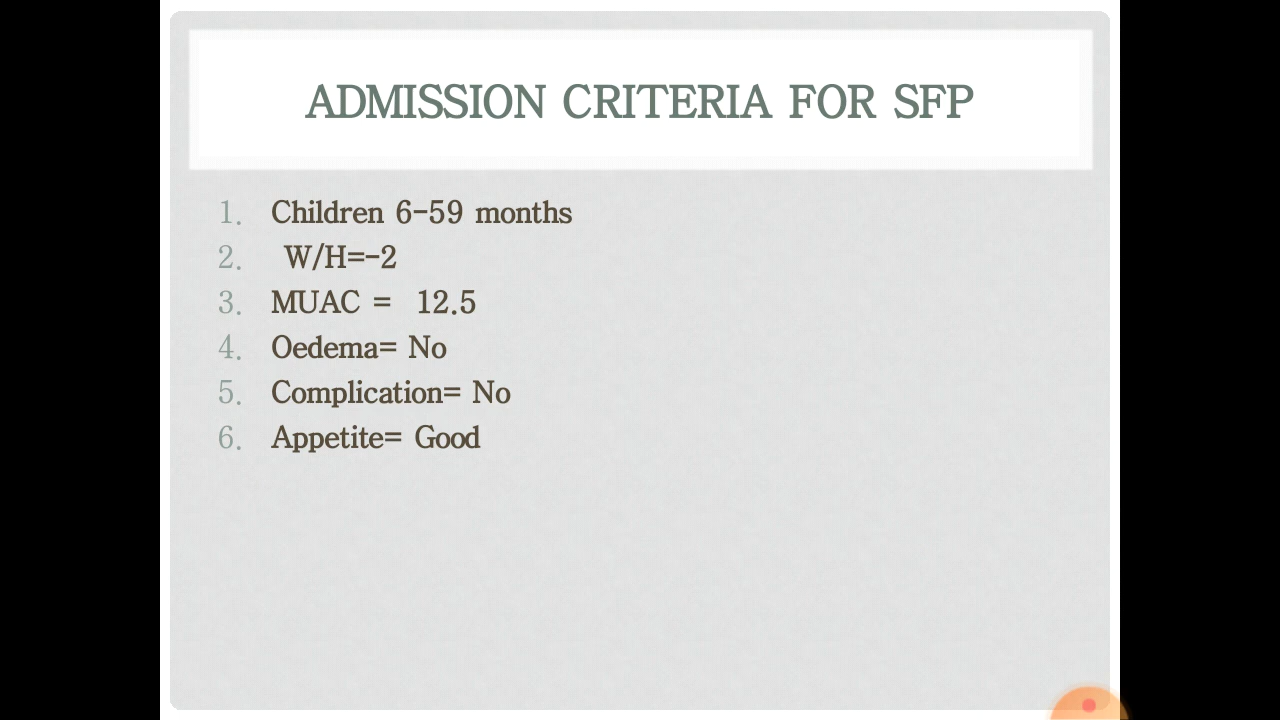 ADMISSION CRITERIA FOR SFP
1. Children 6-59 months
2. W/H=-2
3. MUAC = 12.5
4. Oedema= No
5. Complication= No
6. Appetite= Good